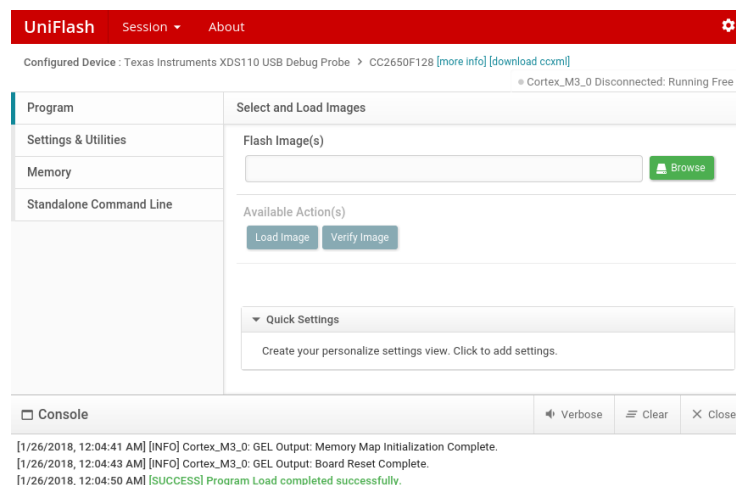 UniFlash Session About
Configured Device : Texas Instruments XDS110 USB Debug Probe > CC2650F128 [more info] [download ccxml]
Cortex_M3_0 Disconnected: Running Free
Program
Select and Load Images
Settings & Utilities
Flash Image(s)
Memory
Browse
Standalone Command Line
Available Action(s)
Load Image Verify Image
Quick Settings
Create your personalize settings view. Click to add settings.
Console
Verbose Clear Close
[1/26/2018, 12:04:41 AM] [INFO] Cortex_M3_0: GEL Output: Memory Map Initialization Complete.
[1/26/2018, 12:04:43 AM] [INFO] Cortex_M3_0: GEL Output: Board Reset Complete.
[1/26/2018, 12:04:50 AM] [SUCCESS] Program Load completed successfully.